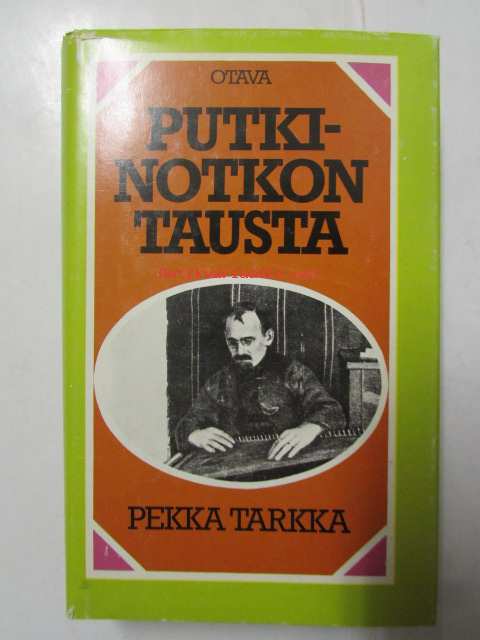 OTAVA
PUTKI-
NOTKON
TAUSTA
PEKKA TARKKA